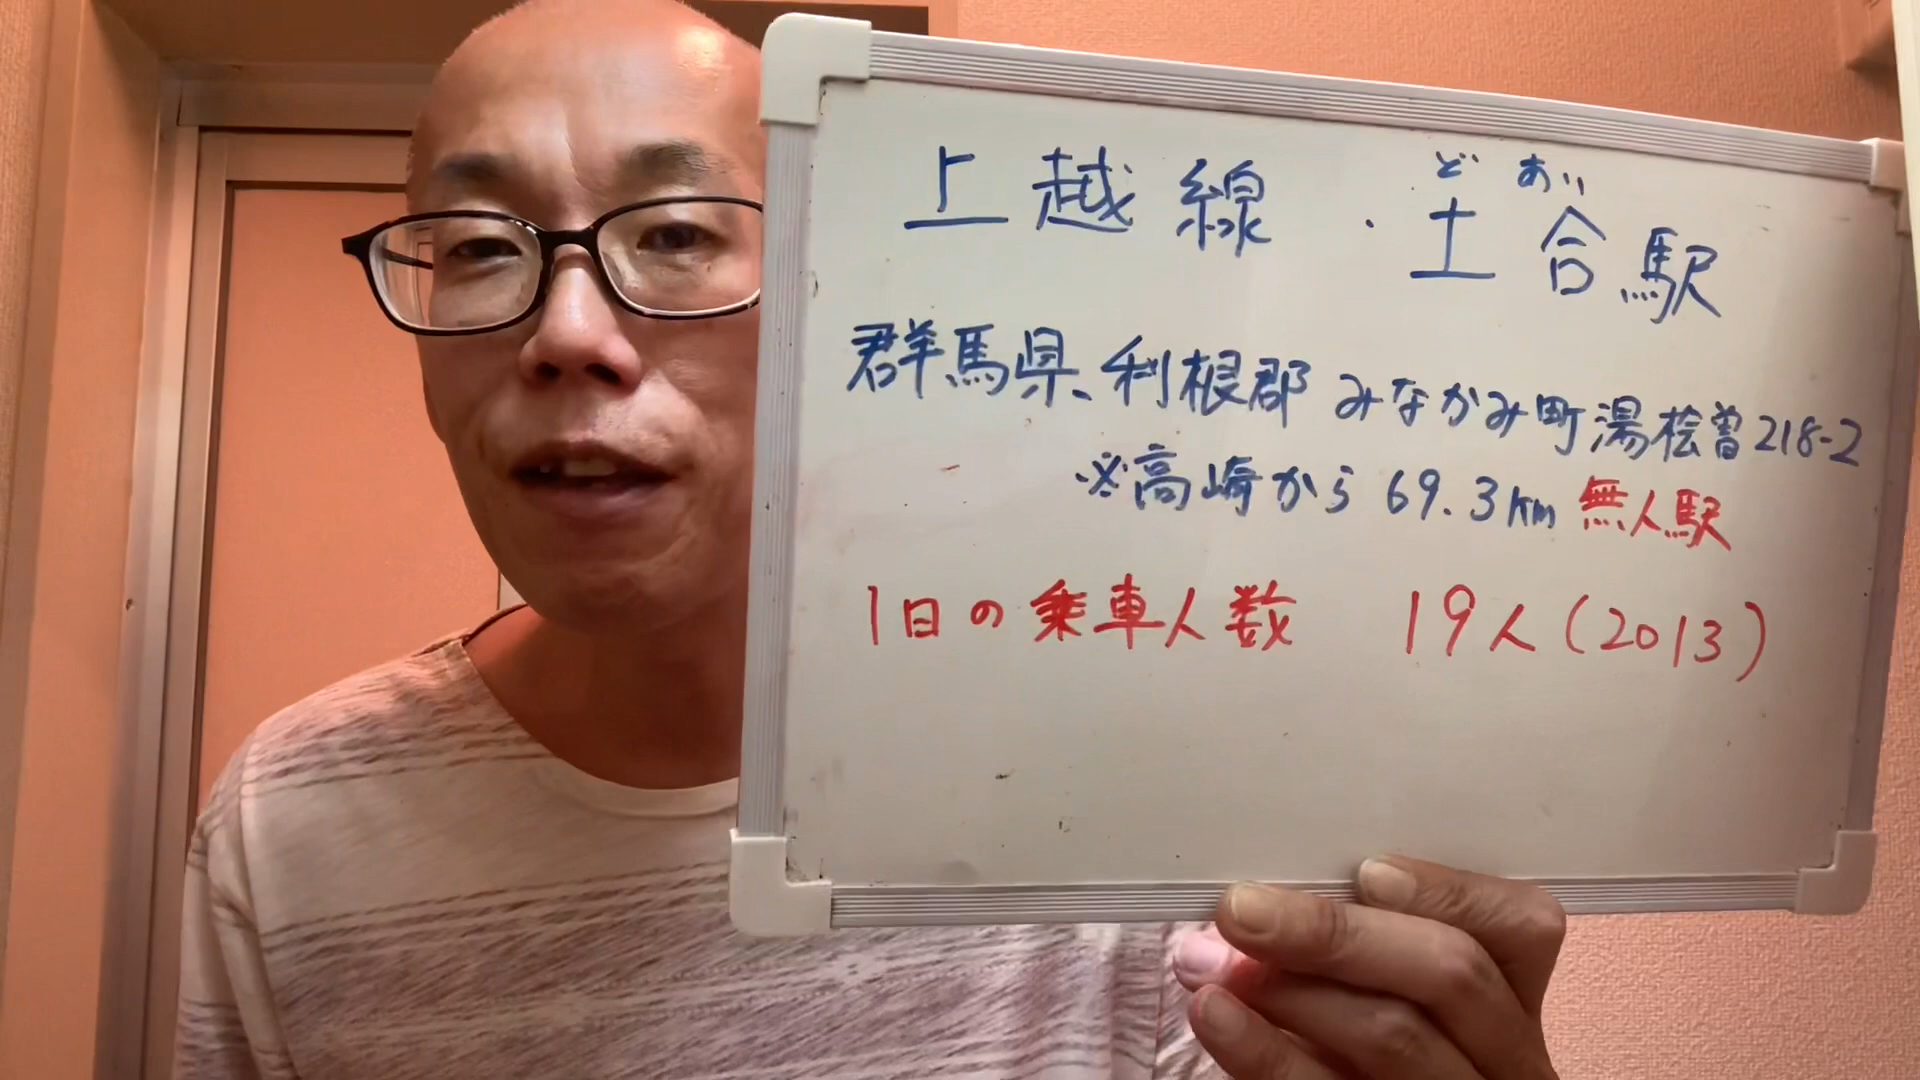 上越線・土合駅
どあい
群馬県、利根郡みなかみ町湯桧曽218-2
※高崎から69.3km 無人駅
1日の乗車人数 19人(2013)